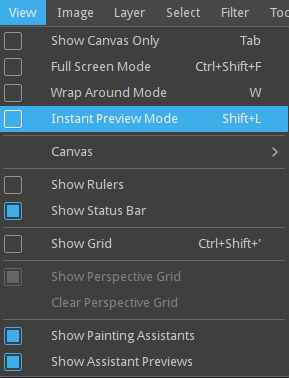 View Image Layer Select Filter
Show Canvas Only Tab
Full Screen Mode Ctrl+Shift+F
Wrap Around Mode W
Instant Preview Mode Shift+L
Canvas
Show Rulers
Show Status Bar
Show Grid Ctrl+Shift+'
Show Perspective Grid
Clear Perspective Grid
Show Painting Assistants
Show Assistant Previews